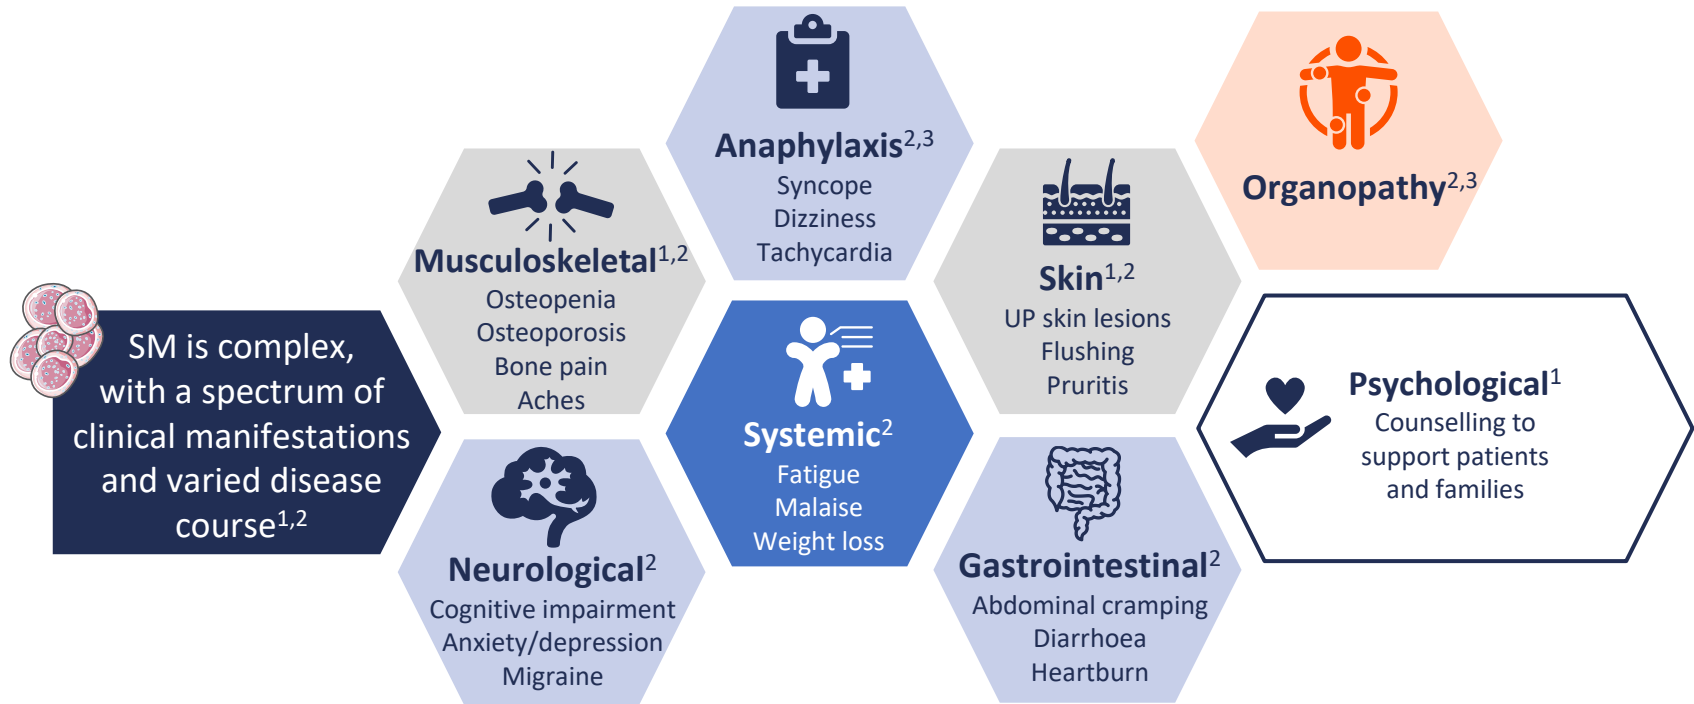 SM is complex,
with a spectrum of
clinical manifestations
and varied disease
course1,2
Musculoskeletal1,2
Osteopenia
Osteoporosis
Bone pain
Aches
Neurological2
Cognitive impairment
Anxiety/depression
Migraine
Anaphylaxis2,3
Syncope
Dizziness
Tachycardia
Systemic2
Fatigue
Malaise
Weight loss
Skin1,2
UP skin lesions
Flushing
Pruritis
Gastrointestinal2
Abdominal cramping
Diarrhoea
Heartburn
Organopathy2,3
Psychological1
Counselling to
support patients
and families